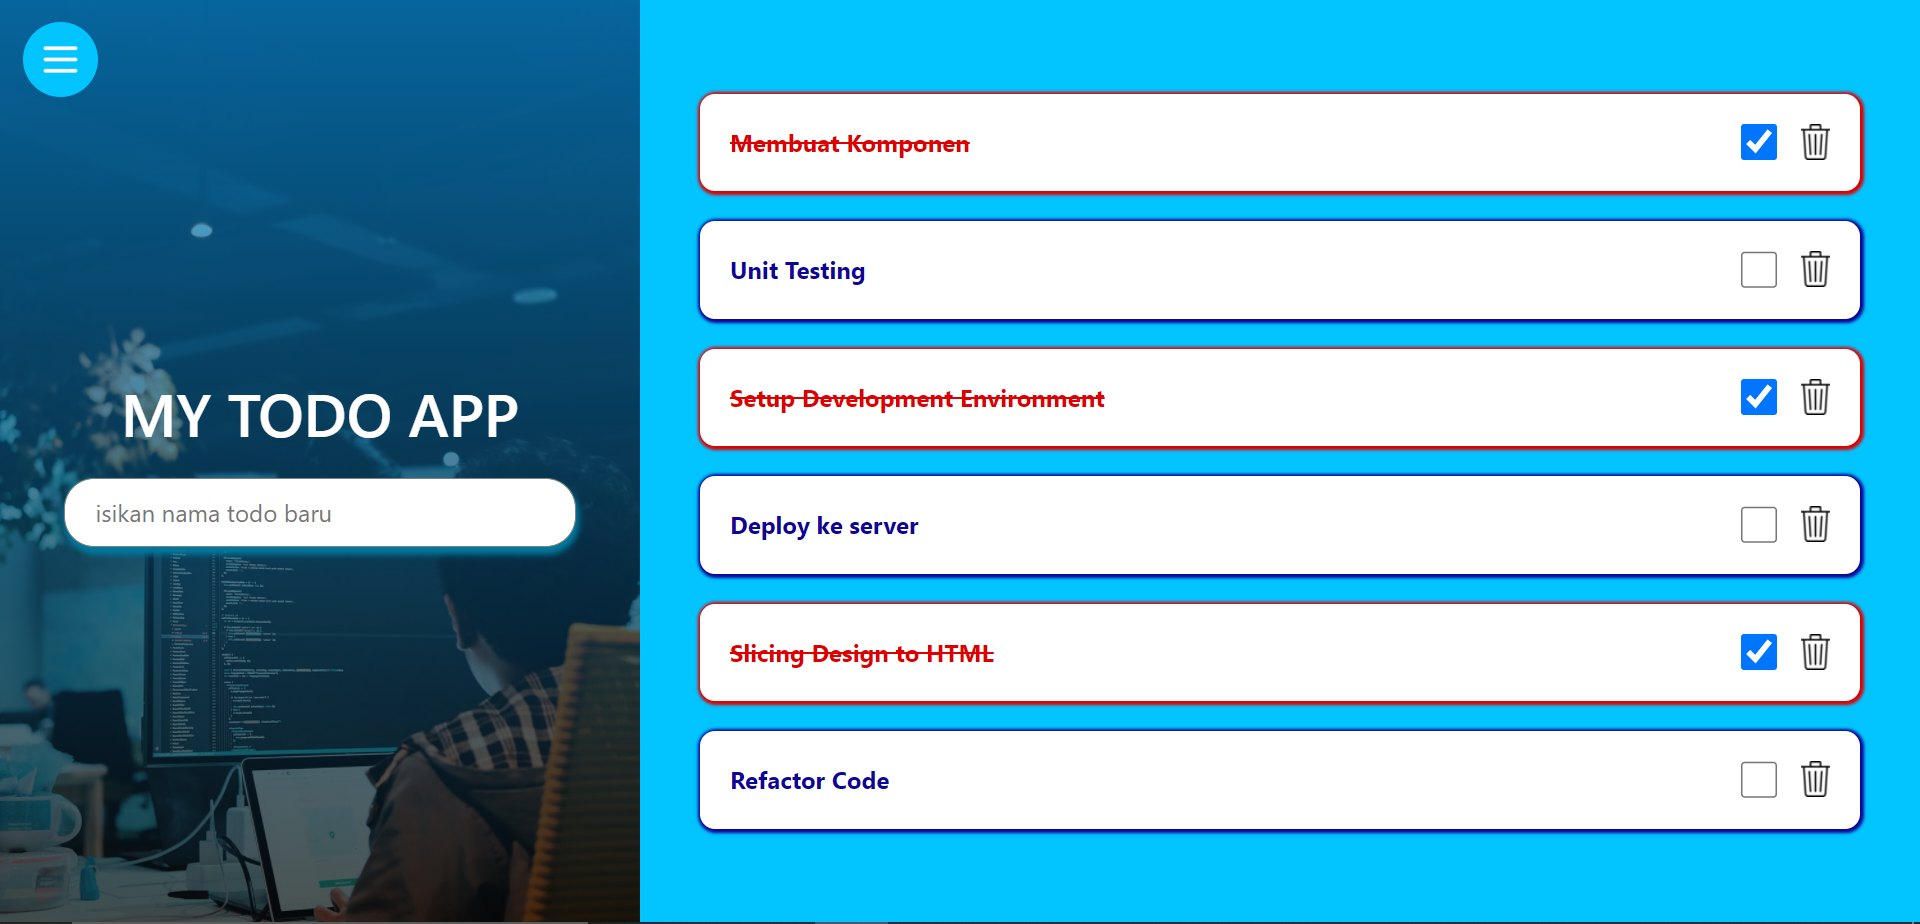 MY TODO APP
isikan nama todo baru
Membuat Komponen
Unit Testing
Setup Development Environment
Deploy ke server
Slicing Design to HTML
Refactor Code